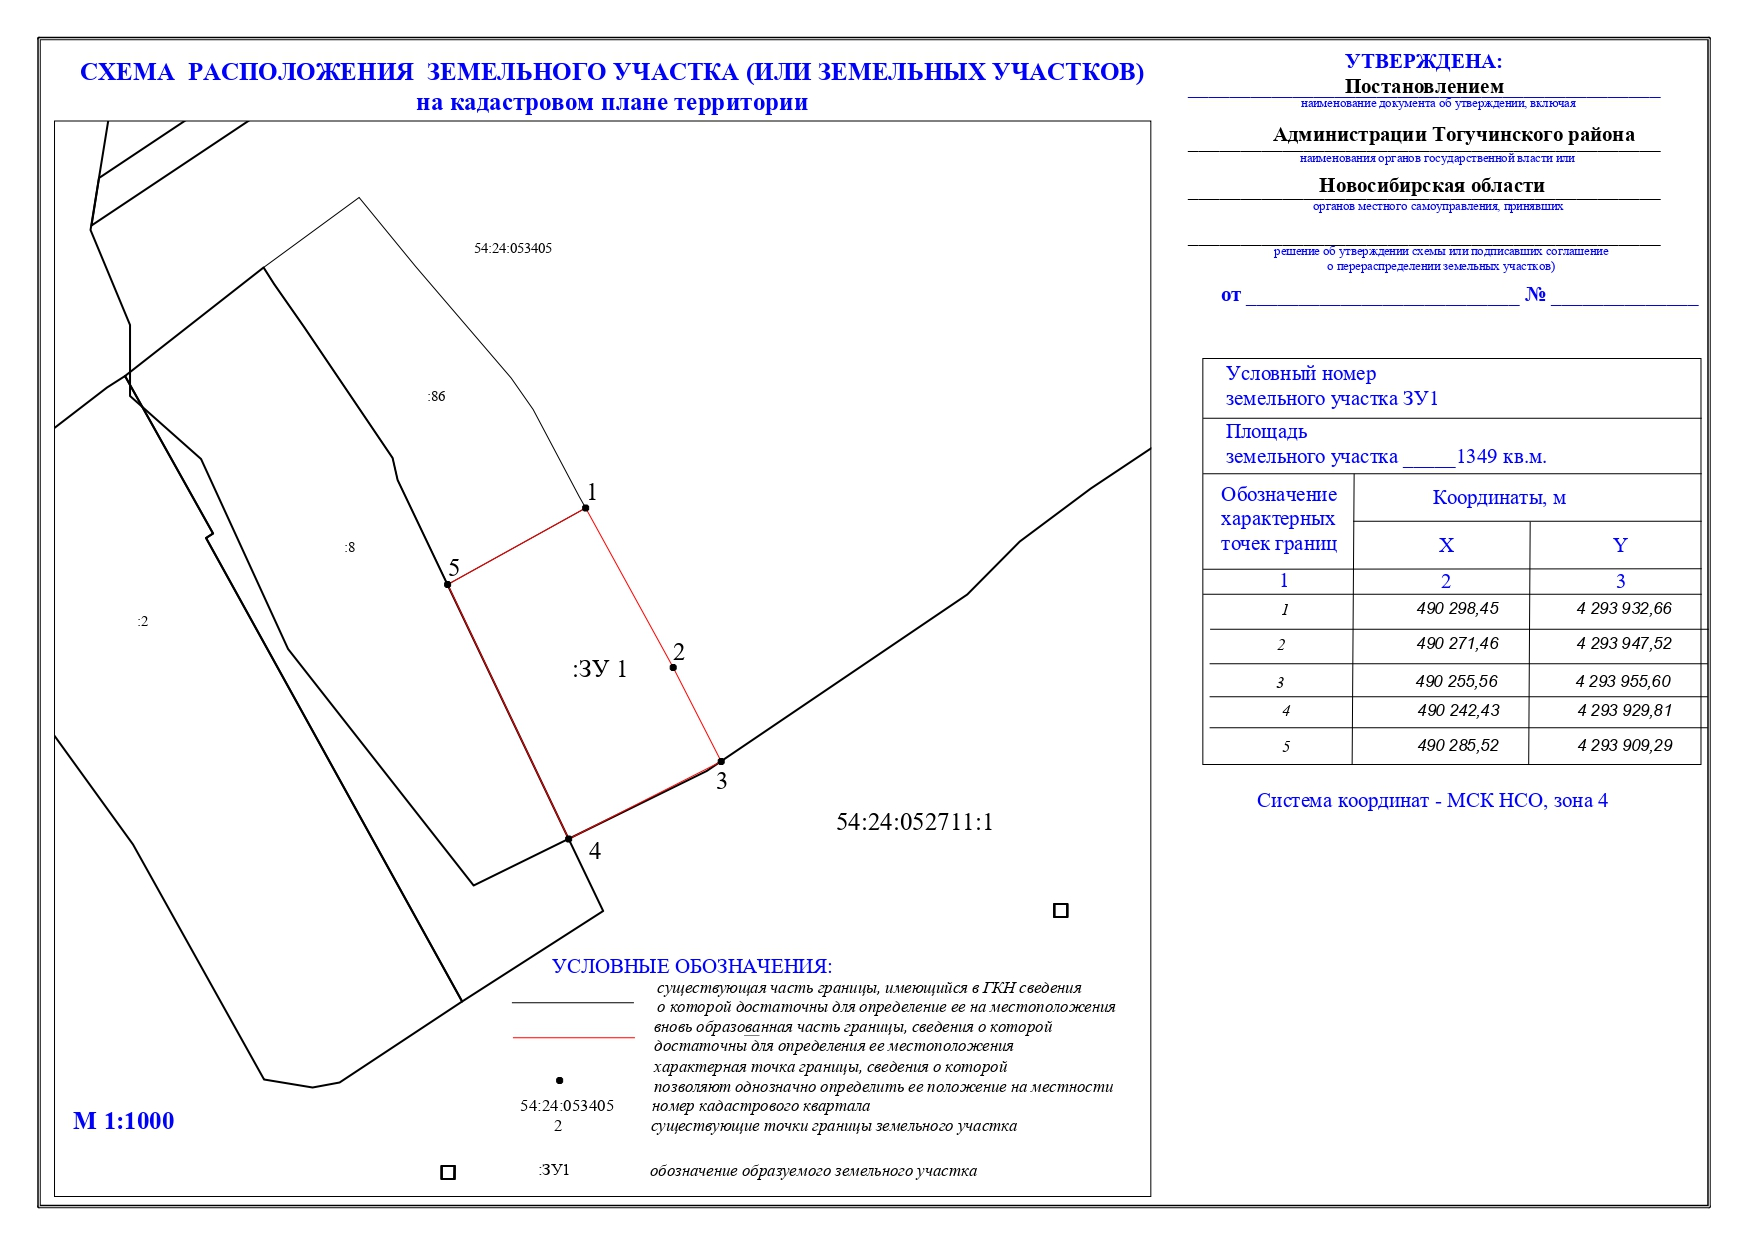 СХЕМА РАСПОЛОЖЕНИЯ ЗЕМЕЛЬНОГО УЧАСТКА (ИЛИ ЗЕМЕЛЬНЫХ УЧАСТКОВ)
на кадастровом плане территории
УТВЕРЖДЕНА:
Постановлением
наименование документа об утверждении, включая
Администрации Тогучинского района
наименования органов государственной власти или
Новосибирская области
органов местного самоуправления, принявших
решение об утверждении схемы или подписавших соглашение
о перераспределении земельных участков)
от __________________________ № ______________
54:24:053405
:86
1
:8
5
:2
2
:ЗУ 1
3
54:24:052711:1
4
Условный номер
земельного участка ЗУ1
Площадь
земельного участка _____1349 кв.м.
Обозначение характерных точек границ
Координаты, м
X Y
1 2 3
1 490 298,45 4 293 932,66
2 490 271,46 4 293 947,52
3 490 255,56 4 293 955,60
4 490 242,43 4 293 929,81
5 490 285,52 4 293 909,29
Система координат - МСК НСО, зона 4
УСЛОВНЫЕ ОБОЗНАЧЕНИЯ:
существующая часть границы, имеющийся в ГКН сведения
о которой достаточны для определение ее на местоположения
вновь образованная часть границы, сведения о которой
достаточны для определения ее местоположения
характерная точка границы, сведения о которой
позволяют однозначно определить ее положение на местности
54:24:053405 номер кадастрового квартала
2 существующие точки границы земельного участка
:ЗУ1 обозначение образуемого земельного участка
М 1:1000